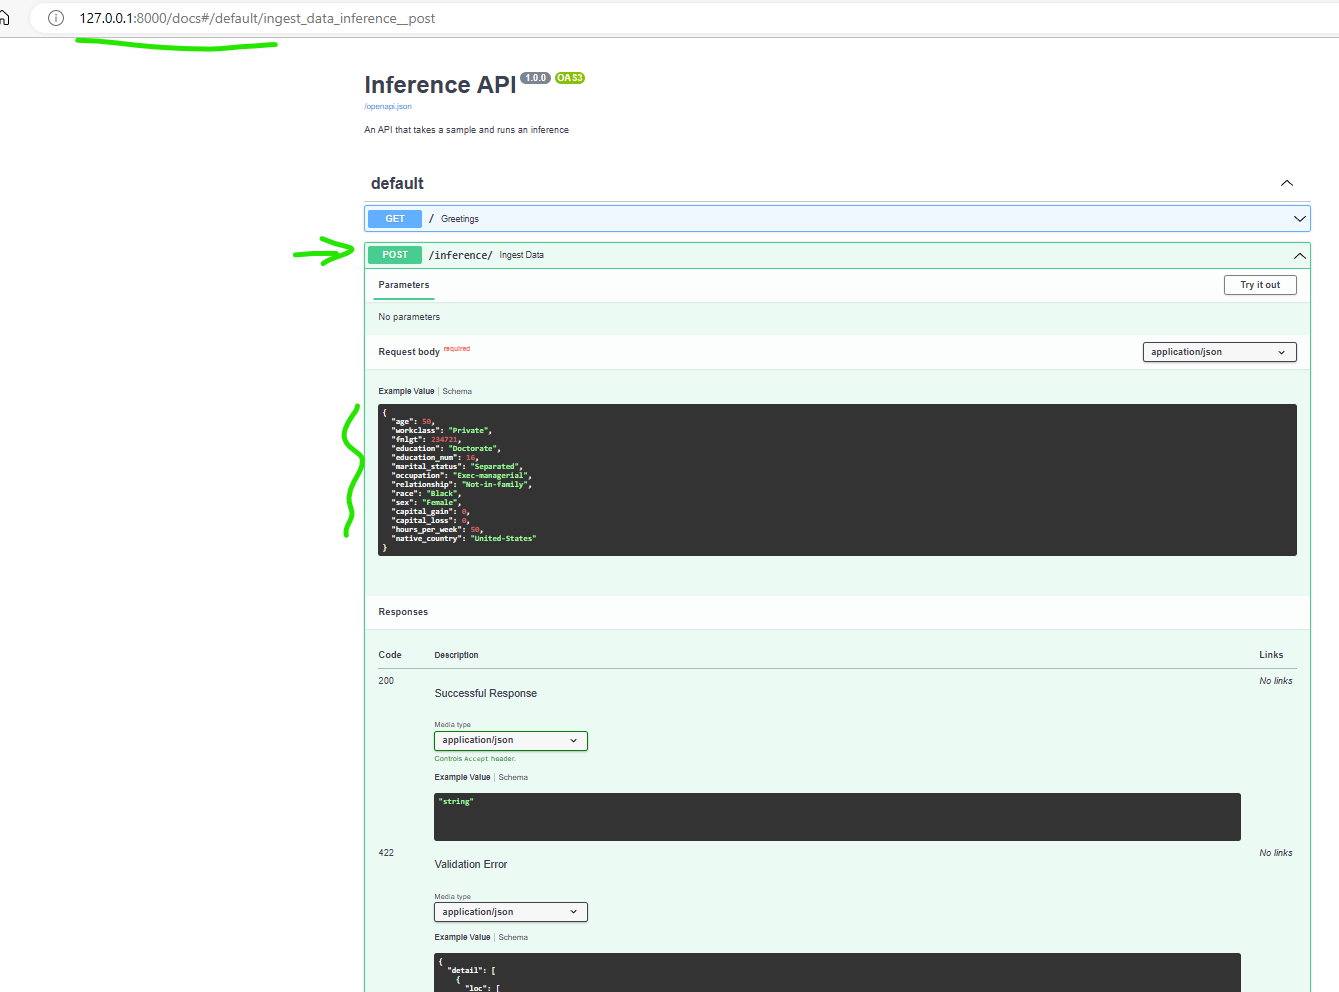 127.0.0.1:8000/docs#/default/ingest_data_inference__post
Inference API 1.0.0 OAS3
/openapi.json
An API that takes a sample and runs an inference
default
GET / Greetings
POST /inference/ Ingest Data
Parameters
Try it out
No parameters
Request body required
application/json
Example Value | Schema
{
"age": 50,
"workclass": "Private",
"fnlgt": 234721,
"education": "Doctorate",
"education_num": 16,
"marital_status": "Separated",
"occupation": "Exec-managerial",
"relationship": "Not-in-family",
"race": "Black",
"sex": "Female",
"capital_gain": 0,
"capital_loss": 0,
"hours_per_week": 50,
"native_country": "United-States"
}
Responses
Code Description Links
200 No links
Successful Response
Media type
application/json
Controls Accept header.
Example Value | Schema
"string"
422 No links
Validation Error
Media type
application/json
Example Value | Schema
{
"detail": [
{
"loc": [